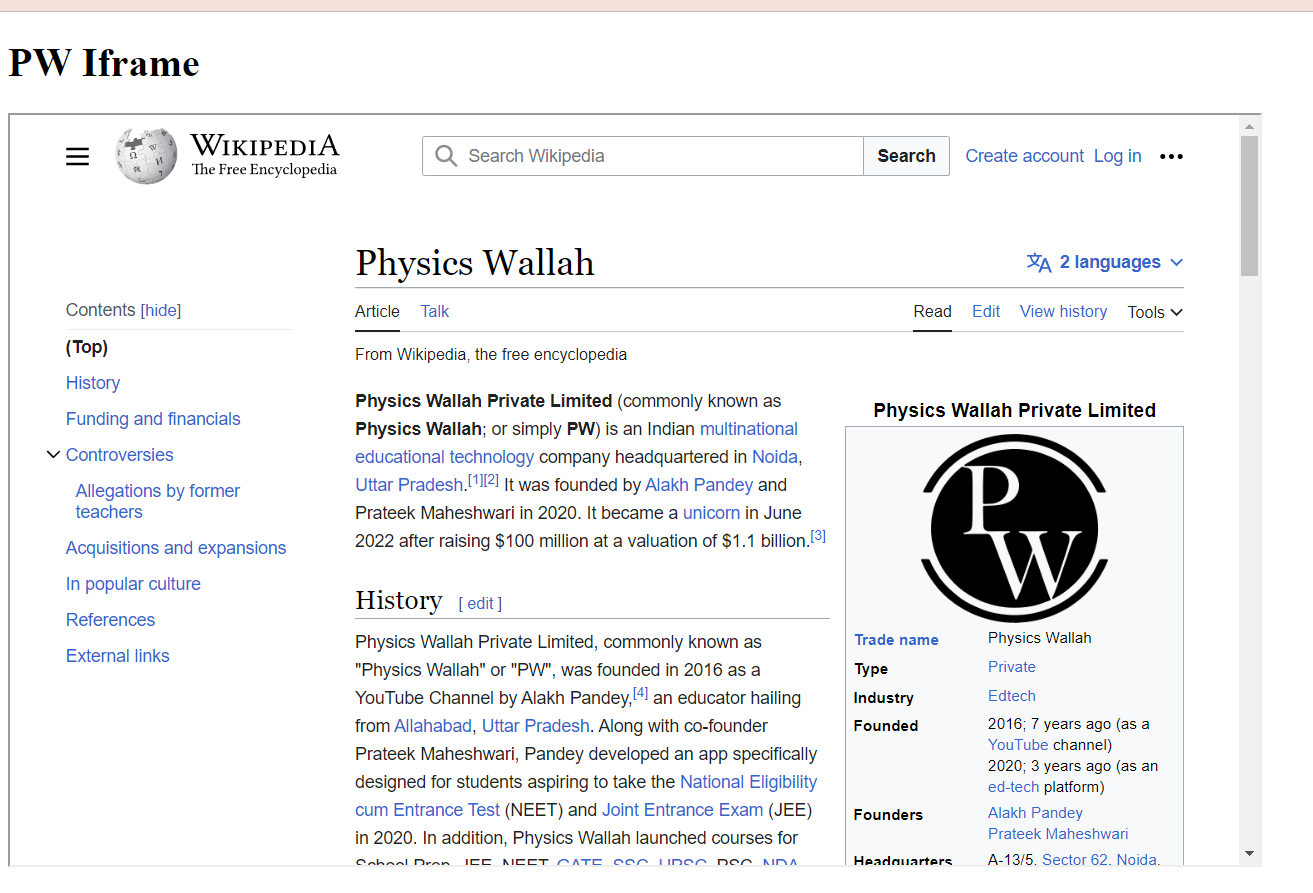 PW Iframe
WIKIPEDIA
The Free Encyclopedia
Search Wikipedia
Search
Create account Log in
Physics Wallah
2 languages
Contents [hide]
(Top)
History
Funding and financials
Controversies
Allegations by former
teachers
Acquisitions and expansions
In popular culture
References
External links
Article Talk
Read Edit View history Tools
From Wikipedia, the free encyclopedia
Physics Wallah Private Limited (commonly known as
Physics Wallah; or simply PW) is an Indian multinational
educational technology company headquartered in Noida,
Uttar Pradesh.[1][2] It was founded by Alakh Pandey and
Prateek Maheshwari in 2020. It became a unicorn in June
2022 after raising $100 million at a valuation of $1.1 billion.[3]
History [ edit ]
Physics Wallah Private Limited, commonly known as
"Physics Wallah" or "PW", was founded in 2016 as a
YouTube Channel by Alakh Pandey,[4] an educator hailing
from Allahabad, Uttar Pradesh. Along with co-founder
Prateek Maheshwari, Pandey developed an app specifically
designed for students aspiring to take the National Eligibility
cum Entrance Test (NEET) and Joint Entrance Exam (JEE)
in 2020. In addition, Physics Wallah launched courses for
School Prep, JEE, NEET, GATE, SSC, UPSC, PSC, NDA
Physics Wallah Private Limited
P
W
Trade name Physics Wallah
Type Private
Industry Edtech
Founded 2016; 7 years ago (as a
YouTube channel)
2020; 3 years ago (as an
ed-tech platform)
Founders Alakh Pandey
Prateek Maheshwari
Headquarters A-13/5, Sector 62, Noida,